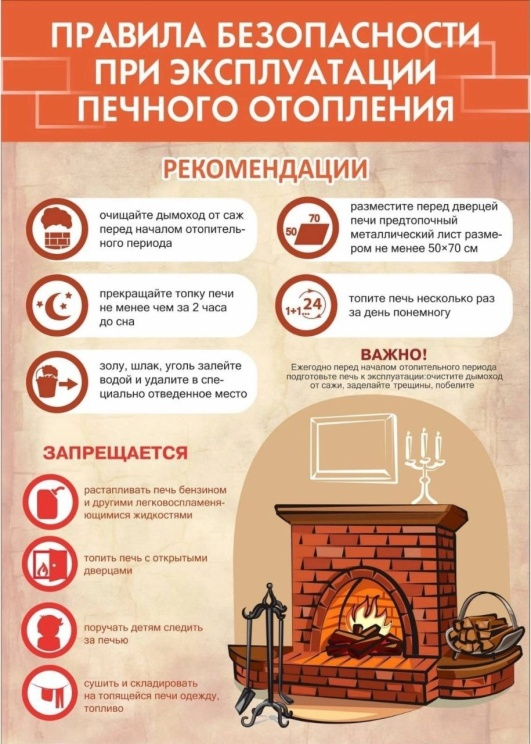 ПРАВИЛА БЕЗОПАСНОСТИ
ПРИ ЭКСПЛУАТАЦИИ
ПЕЧНОГО ОТОПЛЕНИЯ
РЕКОМЕНДАЦИИ
очищайте дымоход от саж
перед началом отопитель-
ного периода
прекращайте топку печи
не менее чем за 2 часа
до сна
золу, шлак, уголь залейте
водой и удалите в спе-
циально отведенное место
70
50
разместите перед дверцей
печи предтопочный
металлический лист разме-
ром не менее 50×70 см
1+1...24
топите печь несколько раз
за день понемногу
ВАЖНО!
Ежегодно перед началом отопительного периода
подготовьте печь к эксплуатации:очистите дымоход
от сажи, заделайте трещины, побелите
ЗАПРЕЩАЕТСЯ
растапливать печь бензином
и другими легковоспламеня-
ющимися жидкостями
топить печь с открытыми
дверцами
поручать детям следить
за печью
сушить и складировать
на топящейся печи одежду,
топливо